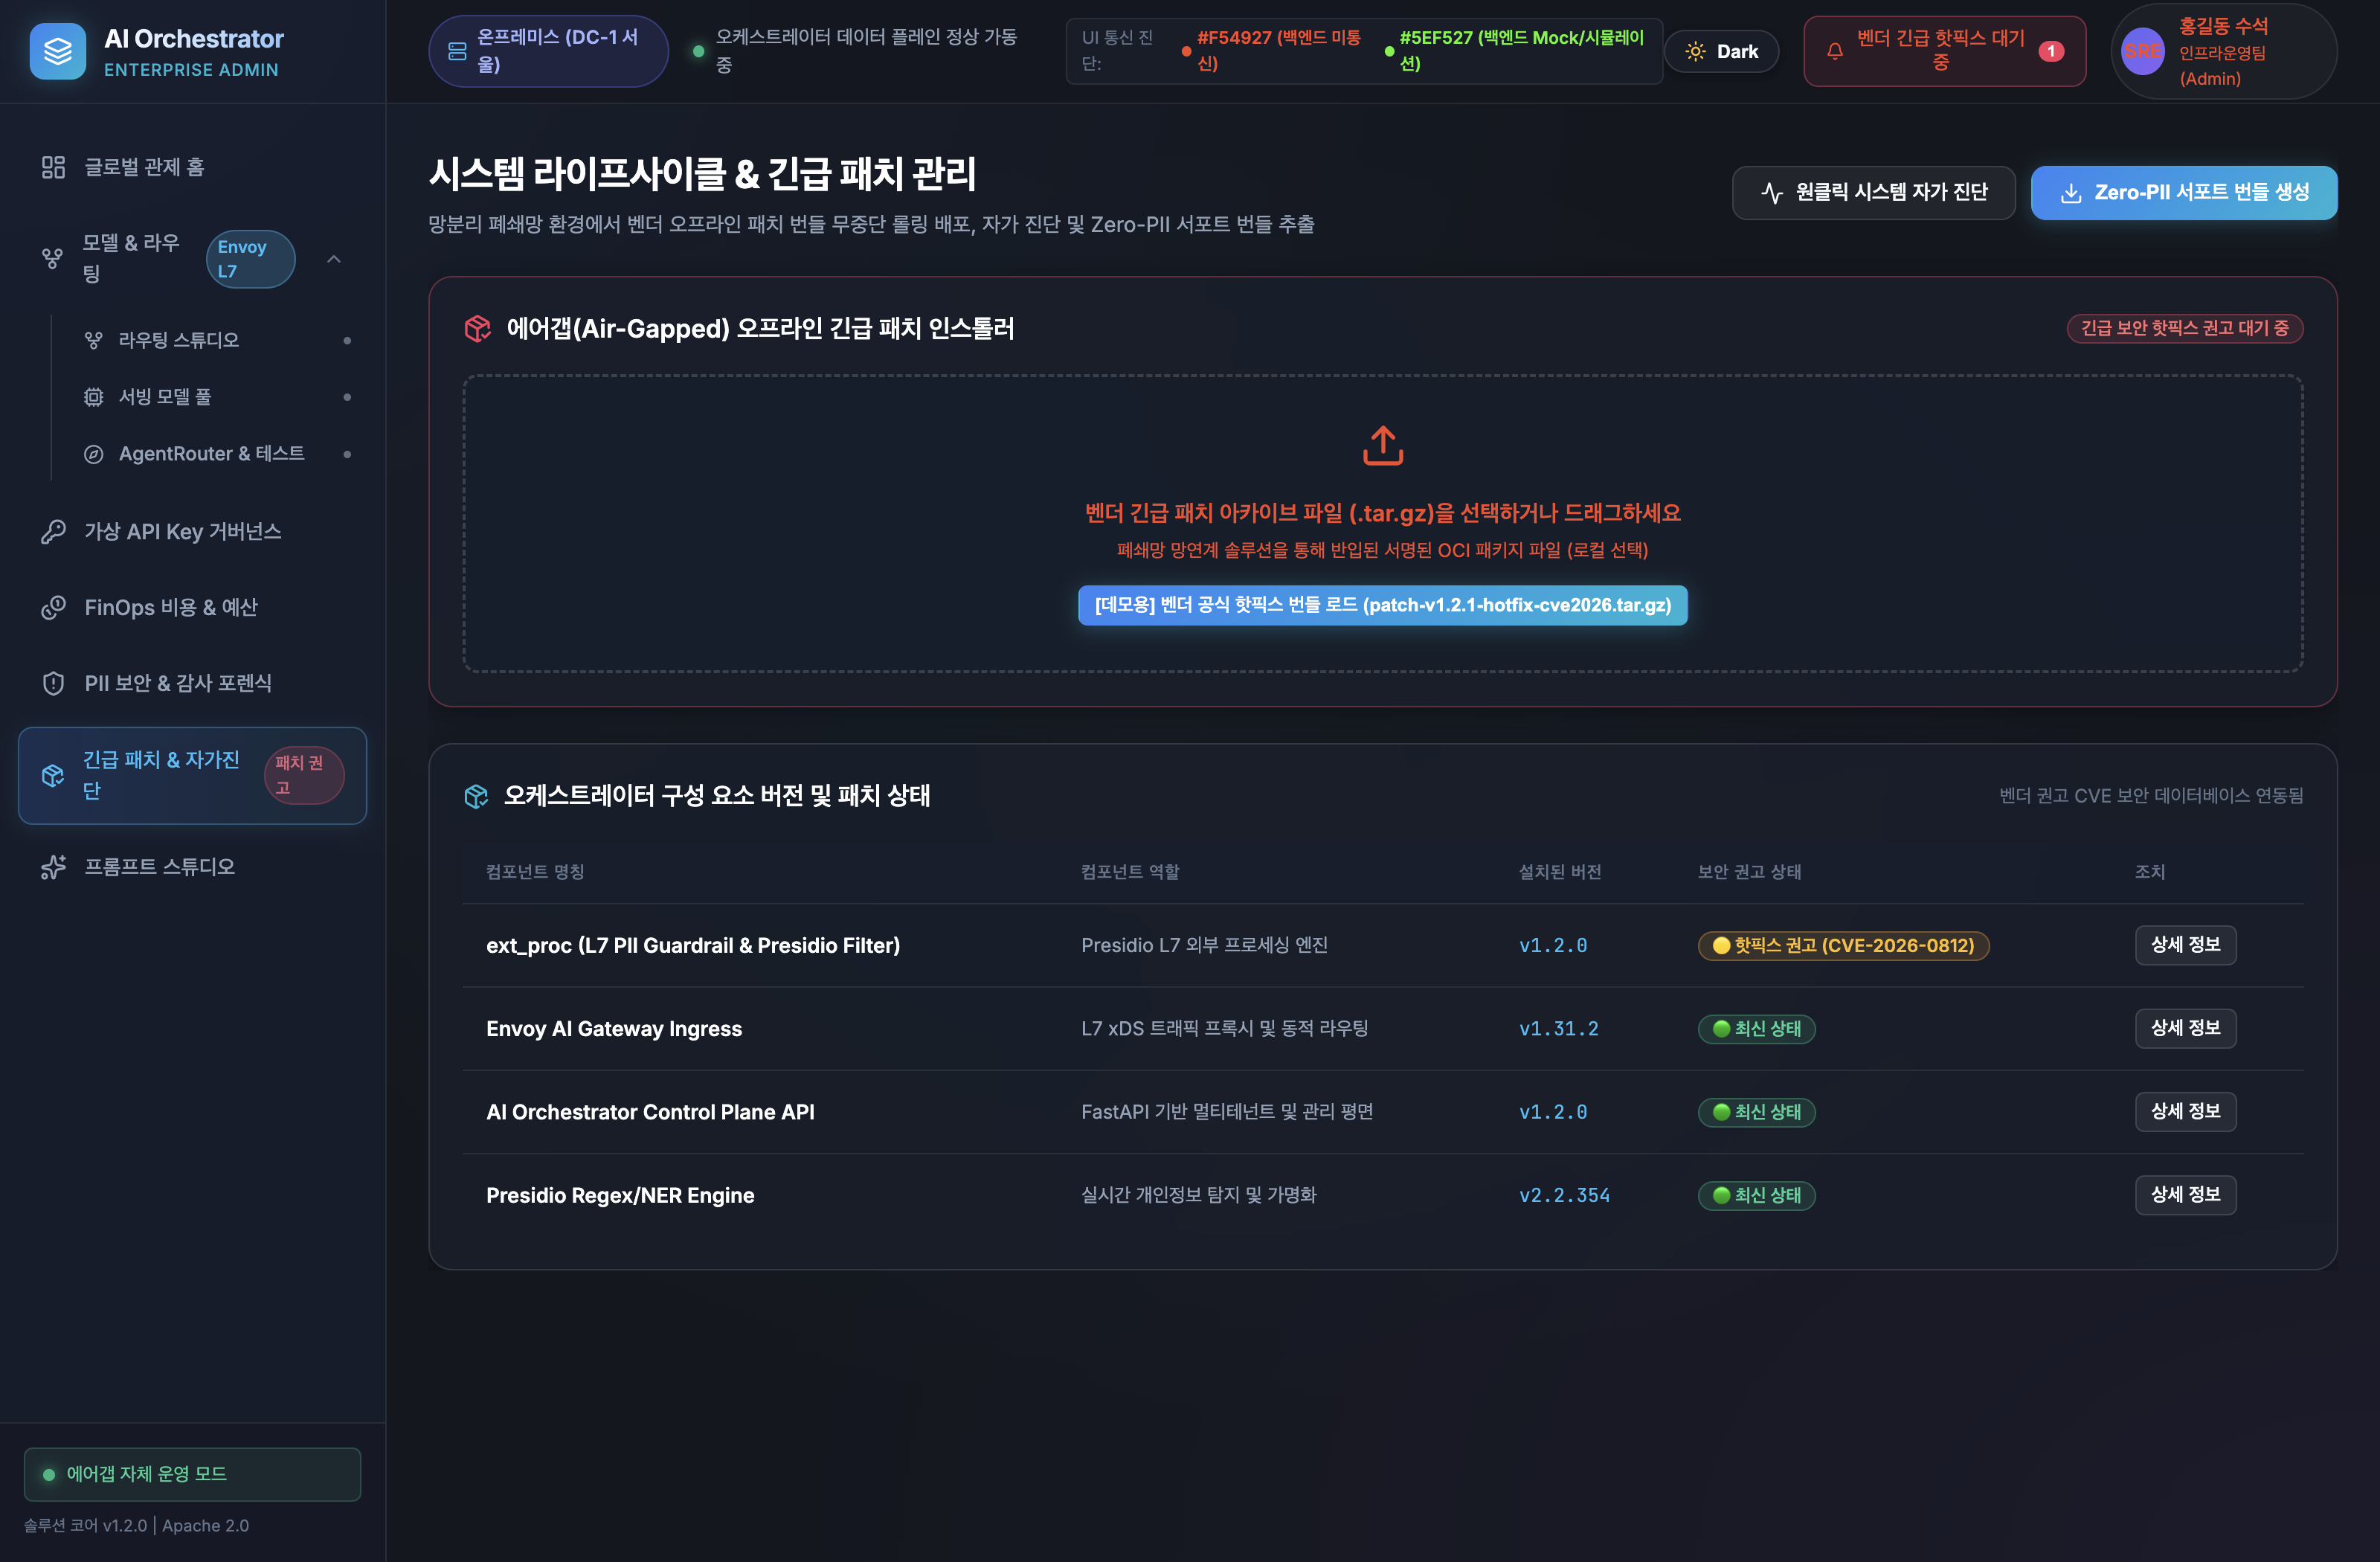 AI Orchestrator
ENTERPRISE ADMIN
글로벌 관제 홈
모델 & 라우
팅
Envoy
L7
라우팅 스튜디오
서빙 모델 풀
AgentRouter & 테스트
가상 API Key 거버넌스
FinOps 비용 & 예산
PII 보안 & 감사 포렌식
긴급 패치 & 자가진
단
패치 권
고
프롬프트 스튜디오
에어갭 자체 운영 모드
솔루션 코어 v1.2.0 | Apache 2.0
온프레미스 (DC-1 서
울)
오케스트레이터 데이터 플레인 정상 가동
중
UI 통신 진
단:
#F54927 (백엔드 미통
신)
#5EF527 (백엔드 Mock/시뮬레이
션)
Dark
벤더 긴급 핫픽스 대기
중
1
SRE
홍길동 수석
인프라운영팀
(Admin)
시스템 라이프사이클 & 긴급 패치 관리
망분리 폐쇄망 환경에서 벤더 오프라인 패치 번들 무중단 롤링 배포, 자가 진단 및 Zero-PII 서포트 번들 추출
원클릭 시스템 자가 진단
Zero-PII 서포트 번들 생성
에어갭(Air-Gapped) 오프라인 긴급 패치 인스톨러
긴급 보안 핫픽스 권고 대기 중
벤더 긴급 패치 아카이브 파일 (.tar.gz)을 선택하거나 드래그하세요
폐쇄망 망연계 솔루션을 통해 반입된 서명된 OCI 패키지 파일 (로컬 선택)
[데모용] 벤더 공식 핫픽스 번들 로드 (patch-v1.2.1-hotfix-cve2026.tar.gz)
오케스트레이터 구성 요소 버전 및 패치 상태
벤더 권고 CVE 보안 데이터베이스 연동됨
컴포넌트 명칭 컴포넌트 역할 설치된 버전 보안 권고 상태 조치
ext_proc (L7 PII Guardrail & Presidio Filter) Presidio L7 외부 프로세싱 엔진 v1.2.0 핫픽스 권고 (CVE-2026-0812) 상세 정보
Envoy AI Gateway Ingress L7 xDS 트래픽 프록시 및 동적 라우팅 v1.31.2 최신 상태 상세 정보
AI Orchestrator Control Plane API FastAPI 기반 멀티테넌트 및 관리 평면 v1.2.0 최신 상태 상세 정보
Presidio Regex/NER Engine 실시간 개인정보 탐지 및 가명화 v2.2.354 최신 상태 상세 정보